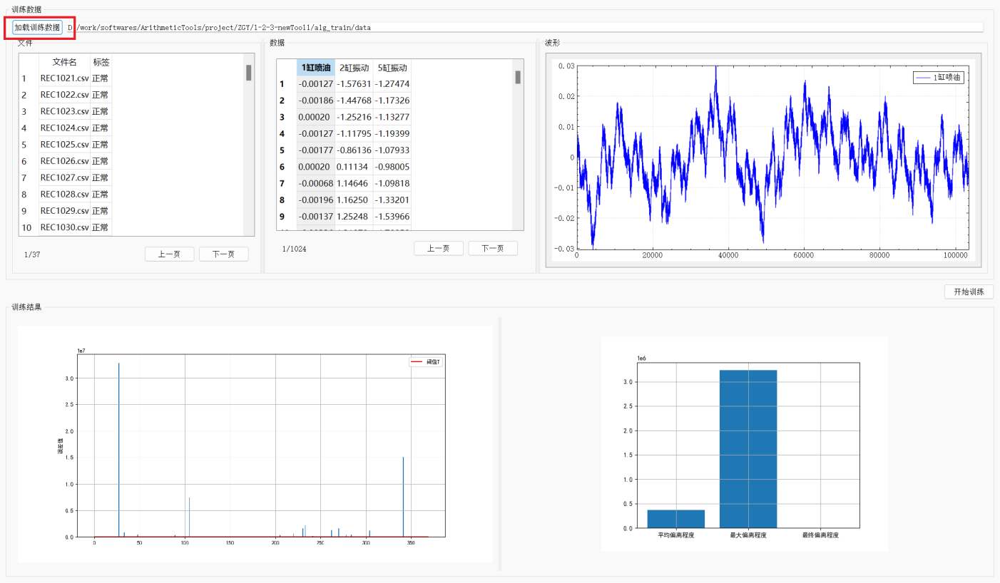 训练数据
加载训练数据 D:/work/softwares/ArithmeticTools/project/ZGY/1-2-3-newTool1/alg_train/data
文件
文件名 标签
1 REC1021.csv 正常
2 REC1022.csv 正常
3 REC1023.csv 正常
4 REC1024.csv 正常
5 REC1025.csv 正常
6 REC1026.csv 正常
7 REC1027.csv 正常
8 REC1028.csv 正常
9 REC1029.csv 正常
10 REC1030.csv 正常
1/37 上一页 下一页
数据
1缸喷油 2缸振动 5缸振动
1 -0.00127 -1.57631 -1.27474
2 -0.00186 -1.44768 -1.17326
3 0.00020 -1.25216 -1.13277
4 -0.00127 -1.11795 -1.19399
5 -0.00177 -0.86136 -1.07933
6 0.00020 0.11134 -0.98005
7 -0.00068 1.14646 -1.09818
8 -0.00196 1.16250 -1.33201
9 -0.00137 1.25248 -1.53966
1/1024 上一页 下一页
波形
1缸喷油
0.03
0.02
0.01
0
-0.01
-0.02
-0.03
0 20000 40000 60000 80000 100000
开始训练
训练结果
1e7
阈值T
误差值
3.0
2.5
2.0
1.5
1.0
0.5
0.0
0 50 100 150 200 250 300 350
1e6
3.0
2.5
2.0
1.5
1.0
0.5
0.0
平均偏离程度 最大偏离程度 最终偏离程度